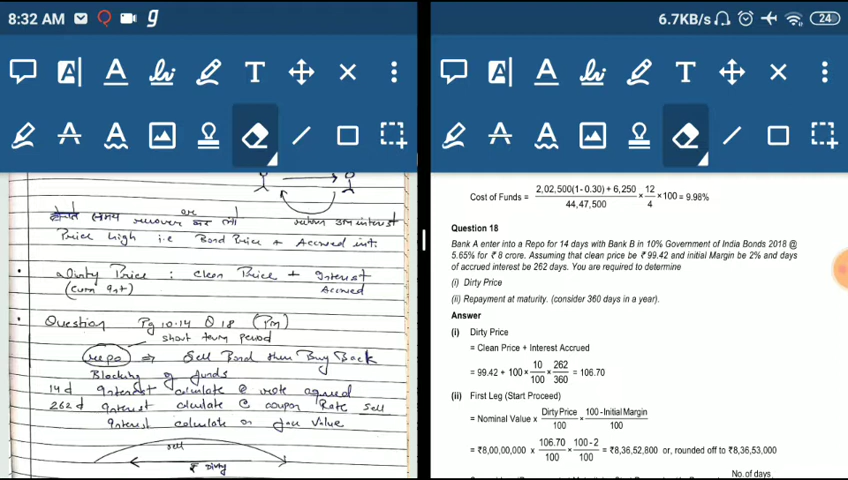 8:32 AM
6.7KB/s
24
or
recover कर लो
Price high i.e Bond Price + Accrued int.
Dirty Price : clean Price + Interest
(cum int)
Accrued
Question Pg 10.14 Q 18 (PM)
short term period
repo ⇒ Sell Bond then Buy Back
Blocking of funds
14d Interest calculate @ rate agreed
262d Interest calculate @ coupon Rate Sell
Interest calculate on face value
sell
₹ Dirty
Cost of Funds = 2,02,500(1-0.30)+6,250 / 44,47,500 × 12/4 ×100 = 9.98%
Question 18
Bank A enter into a Repo for 14 days with Bank B in 10% Government of India Bonds 2018 @
5.65% for ₹ 8 crore. Assuming that clean price be ₹ 99.42 and initial Margin be 2% and days
of accrued interest be 262 days. You are required to determine
(i) Dirty Price
(ii) Repayment at maturity. (consider 360 days in a year).
Answer
(i) Dirty Price
= Clean Price + Interest Accrued
= 99.42 + 100× 10/100 × 262/360 = 106.70
(ii) First Leg (Start Proceed)
= Nominal Value x Dirty Price/100 × 100 - Initial Margin/100
= ₹8,00,00,000 × 106.70/100 × 100-2/100 = ₹8,36,52,800 or, rounded off to ₹8,36,53,000
No. of days